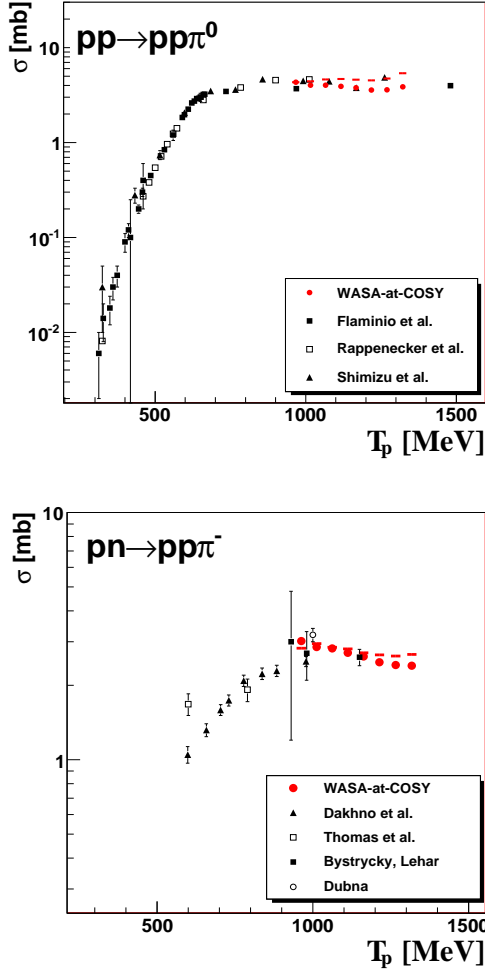 pp→ppπ⁰
σ [mb]
10
1
10⁻¹
10⁻²
WASA-at-COSY
Flaminio et al.
Rappenecker et al.
Shimizu et al.
500 1000 1500
Tₚ [MeV]
pn→ppπ⁻
σ [mb]
10
1
WASA-at-COSY
Dakhno et al.
Thomas et al.
Bystrycky, Lehar
Dubna
500 1000 1500
Tₚ [MeV]